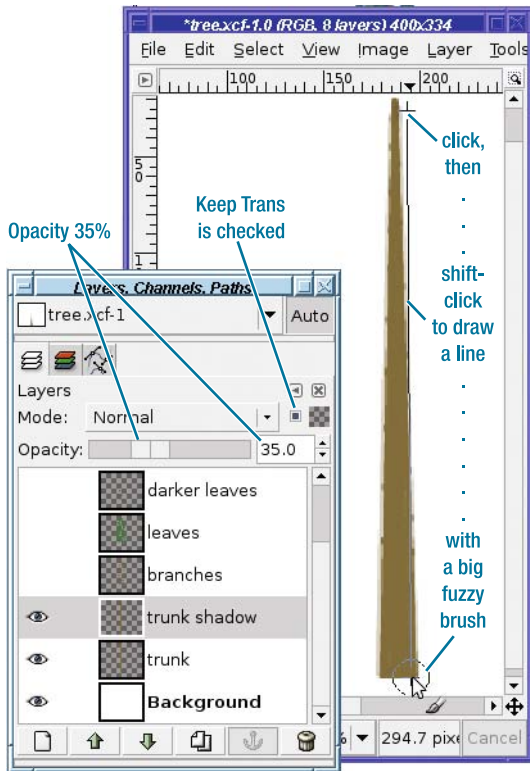 *tree.xcf-1.0 (RGB, 8 layers) 400x334
File Edit Select View Image Layer Tools
100 150 200
50
1
click,
then
shift-
click
to draw
a line
with
a big
fuzzy
brush
Opacity 35%
Keep Trans
is checked
Layers, Channels, Paths
tree.xcf-1 Auto
Layers
Mode: Normal
Opacity: 35.0
darker leaves
leaves
branches
trunk shadow
trunk
Background
% 294.7 pixe Cancel